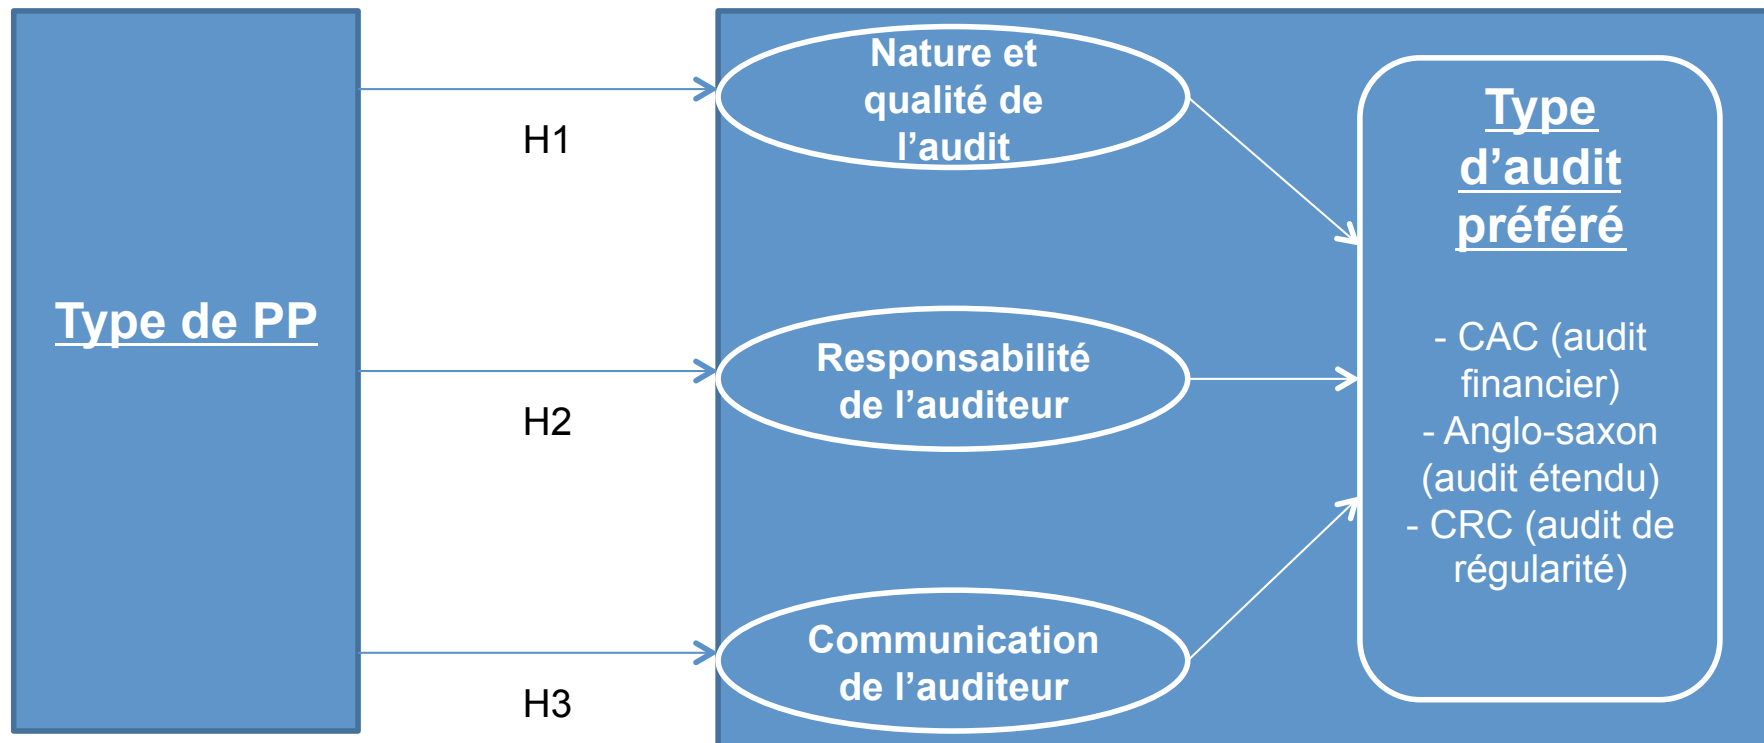 Type de PP
H1
H2
H3
Nature et
qualité de
l’audit
Responsabilité
de l’auditeur
Communication
de l’auditeur
Type
d’audit
préféré
- CAC (audit
financier)
- Anglo-saxon
(audit étendu)
- CRC (audit de
régularité)